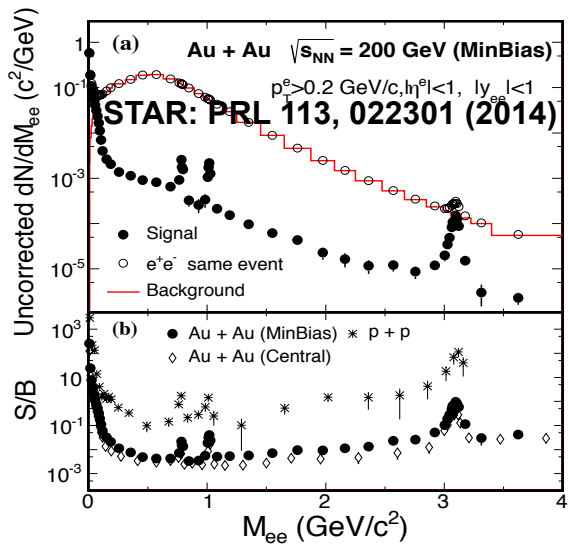 (a) Au + Au √sNN = 200 GeV (MinBias)
pTe>0.2 GeV/c,|ηe|<1, |yee|<1
STAR: PRL 113, 022301 (2014)
Uncorrected dN/dMee (c2/GeV)
1
10-1
10-3
10-5
Signal
e+e- same event
Background
(b) Au + Au (MinBias) p + p
Au + Au (Central)
S/B
103
10
10-1
10-3
0 1 2 3 4
Mee (GeV/c2)